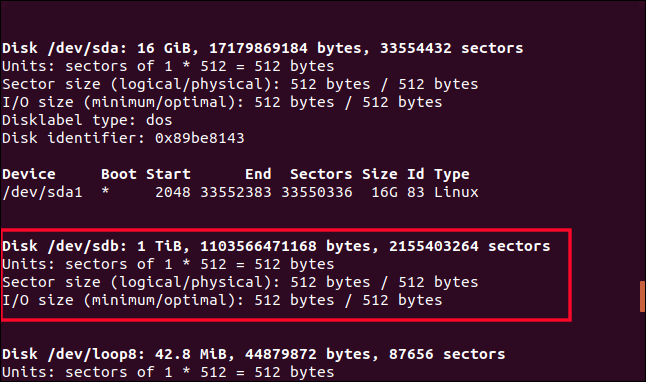 Disk /dev/sda: 16 GiB, 17179869184 bytes, 33554432 sectors
Units: sectors of 1 * 512 = 512 bytes
Sector size (logical/physical): 512 bytes / 512 bytes
I/O size (minimum/optimal): 512 bytes / 512 bytes
Disklabel type: dos
Disk identifier: 0x89be8143
Device     Boot Start      End  Sectors Size Id Type
/dev/sda1  *     2048 33552383 33550336  16G 83 Linux
Disk /dev/sdb: 1 TiB, 1103566471168 bytes, 2155403264 sectors
Units: sectors of 1 * 512 = 512 bytes
Sector size (logical/physical): 512 bytes / 512 bytes
I/O size (minimum/optimal): 512 bytes / 512 bytes
Disk /dev/loop8: 42.8 MiB, 44879872 bytes, 87656 sectors
Units: sectors of 1 * 512 = 512 bytes